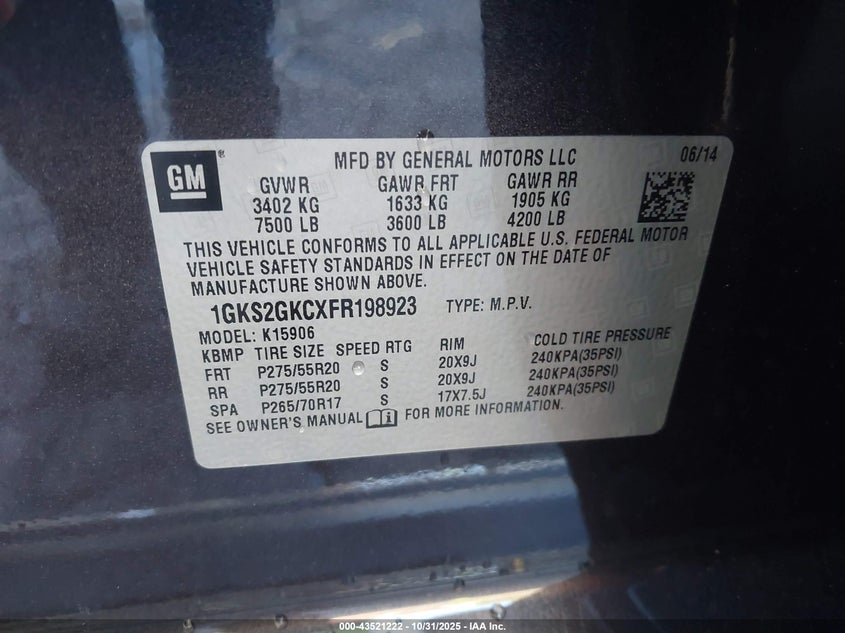 GM
®
MFD BY GENERAL MOTORS LLC 06/14
GVWR GAWR FRT GAWR RR
3402 KG 1633 KG 1905 KG
7500 LB 3600 LB 4200 LB
THIS VEHICLE CONFORMS TO ALL APPLICABLE U.S. FEDERAL MOTOR
VEHICLE SAFETY STANDARDS IN EFFECT ON THE DATE OF
MANUFACTURE SHOWN ABOVE.
1GKS2GKCXFR198923 TYPE: M.P.V.
MODEL: K15906
KBMP TIRE SIZE SPEED RTG RIM COLD TIRE PRESSURE
FRT P275/55R20 S 20X9J 240KPA(35PSI)
RR P275/55R20 S 20X9J 240KPA(35PSI)
SPA P265/70R17 S 17X7.5J 240KPA(35PSI)
SEE OWNER'S MANUAL FOR MORE INFORMATION.
000-43521222 - 10/31/2025 - IAA Inc.